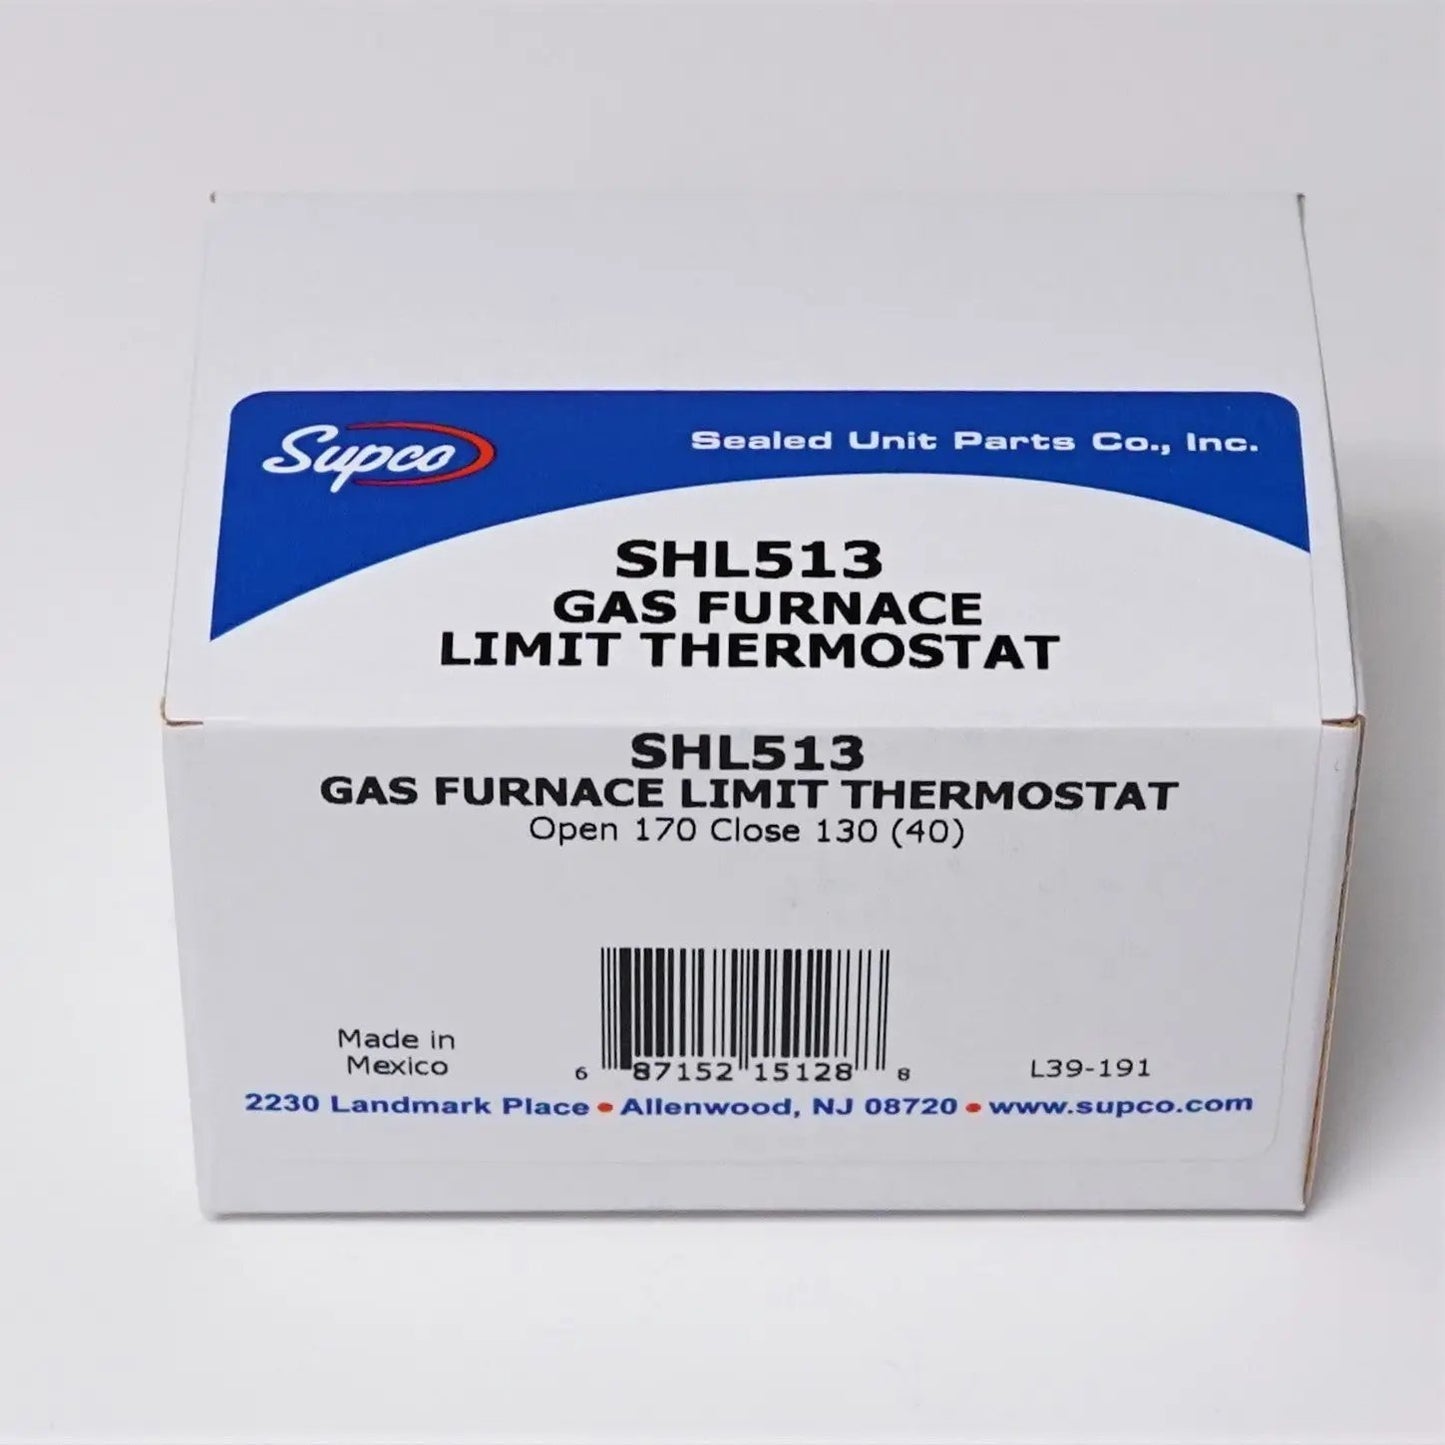 Supco
Sealed Unit Parts Co., Inc.
SHL513
GAS FURNACE
LIMIT THERMOSTAT
SHL513
GAS FURNACE LIMIT THERMOSTAT
Open 170 Close 130 (40)
Made in
Mexico
6 87152 15128 8
L39-191
2230 Landmark Place • Allenwood, NJ 08720 • www.supco.com